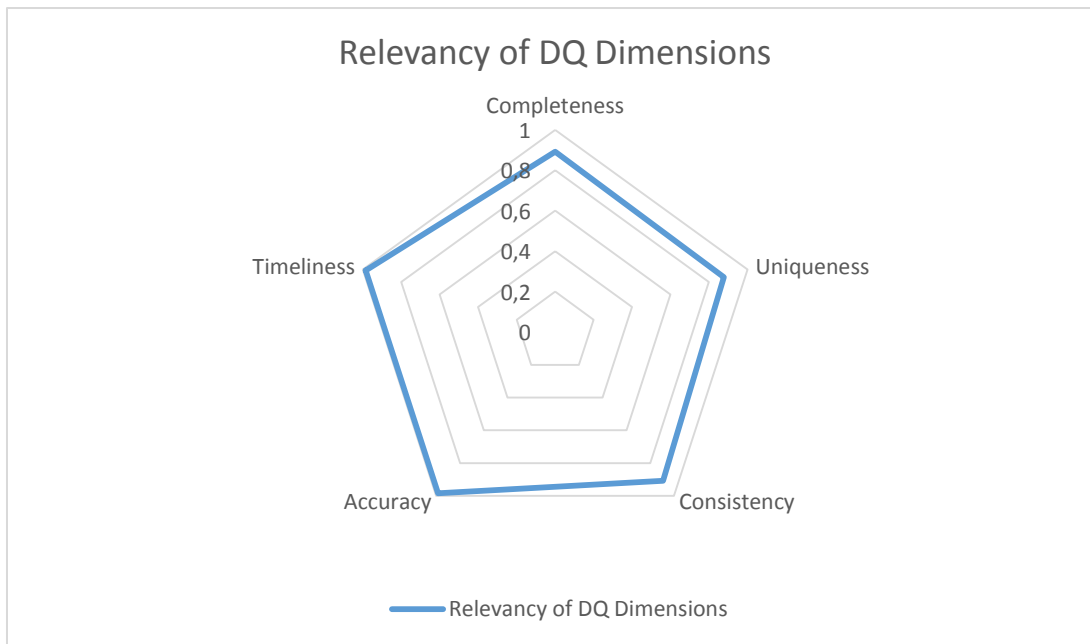 Relevancy of DQ Dimensions
Completeness
1
0,8
0,6
0,4
0,2
0
Timeliness
Uniqueness
Accuracy
Consistency
Relevancy of DQ Dimensions